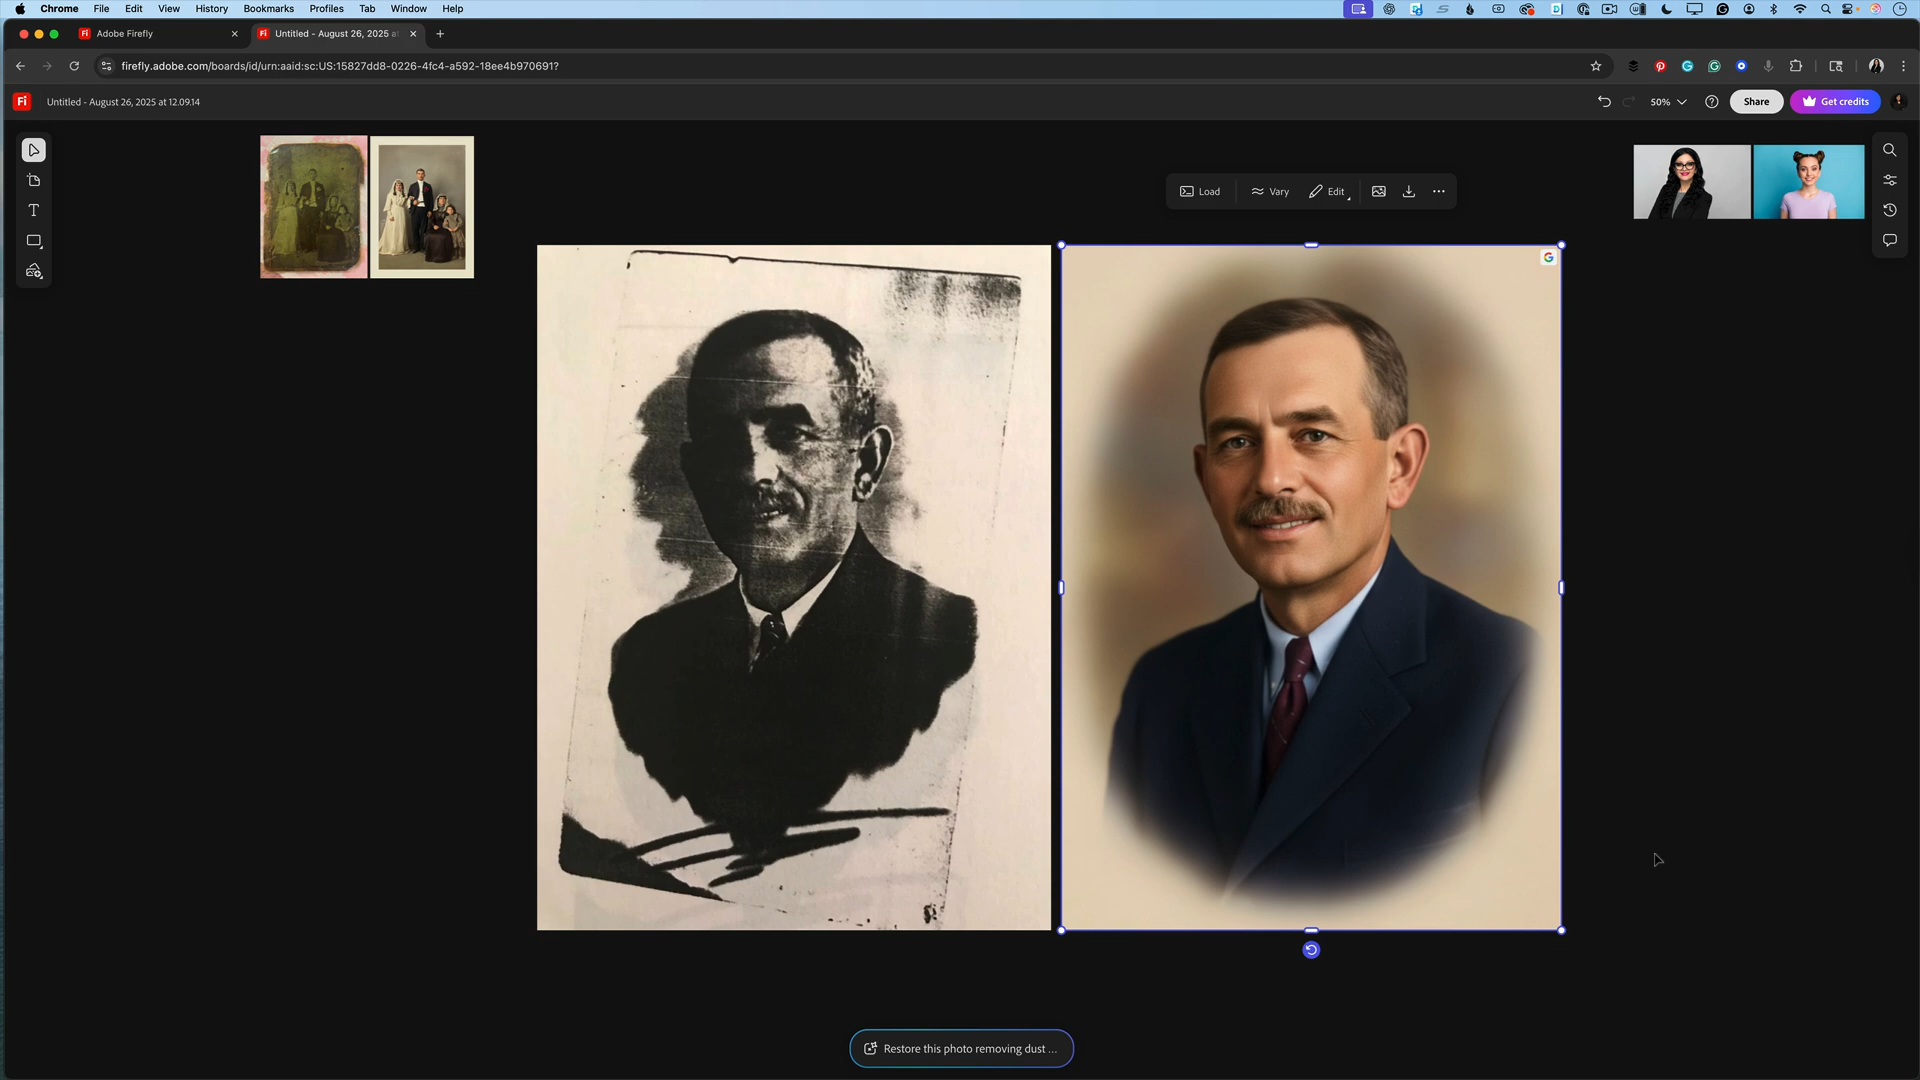 Chrome File Edit View History Bookmarks Profiles Tab Window Help
Adobe Firefly
Untitled - August 26, 2025 at
firefly.adobe.com/boards/id/urn:aaid:sc:US:15827dd8-0226-4fc4-a592-18ee4b970691?
Fi Untitled - August 26, 2025 at 12.09.14
50%
Share
Get credits
Load Vary Edit
Restore this photo removing dust ...